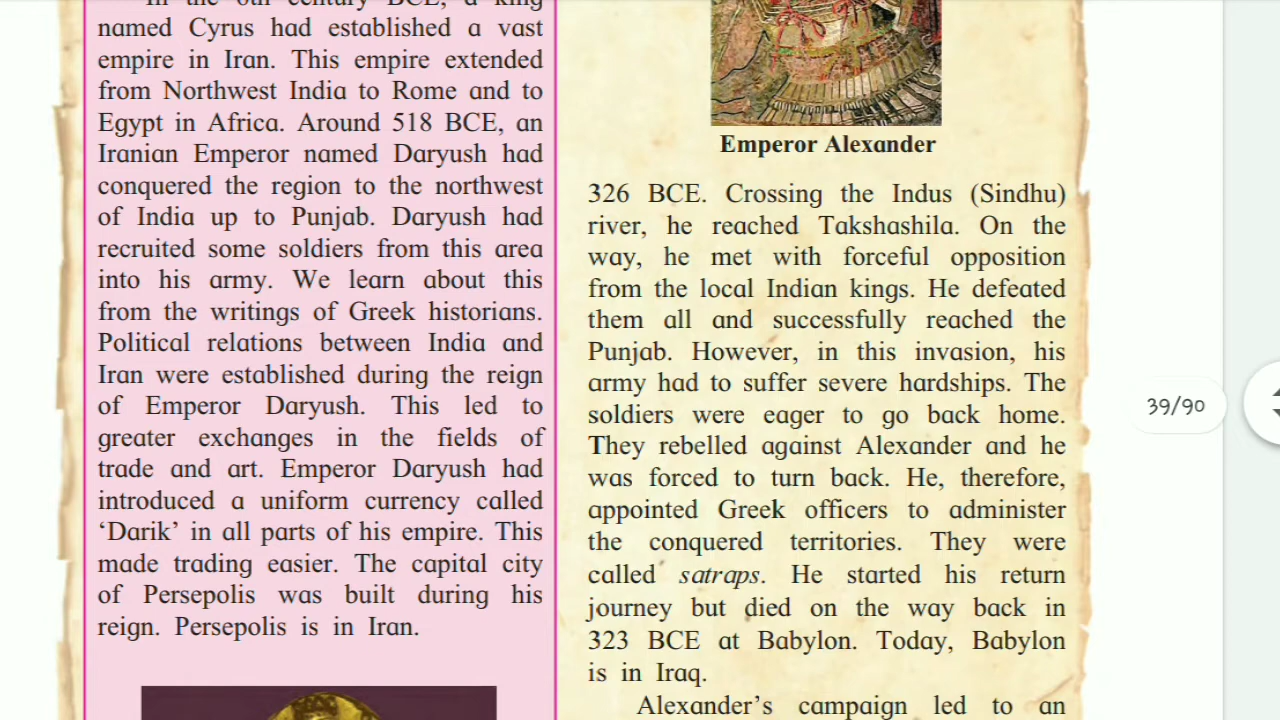 In the 6th century BCE, a king
named Cyrus had established a vast
empire in Iran. This empire extended
from Northwest India to Rome and to
Egypt in Africa. Around 518 BCE, an
Iranian Emperor named Daryush had
conquered the region to the northwest
of India up to Punjab. Daryush had
recruited some soldiers from this area
into his army. We learn about this
from the writings of Greek historians.
Political relations between India and
Iran were established during the reign
of Emperor Daryush. This led to
greater exchanges in the fields of
trade and art. Emperor Daryush had
introduced a uniform currency called
‘Darik’ in all parts of his empire. This
made trading easier. The capital city
of Persepolis was built during his
reign. Persepolis is in Iran.
Emperor Alexander
326 BCE. Crossing the Indus (Sindhu)
river, he reached Takshashila. On the
way, he met with forceful opposition
from the local Indian kings. He defeated
them all and successfully reached the
Punjab. However, in this invasion, his
army had to suffer severe hardships. The
soldiers were eager to go back home.
They rebelled against Alexander and he
was forced to turn back. He, therefore,
appointed Greek officers to administer
the conquered territories. They were
called satraps. He started his return
journey but died on the way back in
323 BCE at Babylon. Today, Babylon
is in Iraq.
Alexander’s campaign led to an
39/90